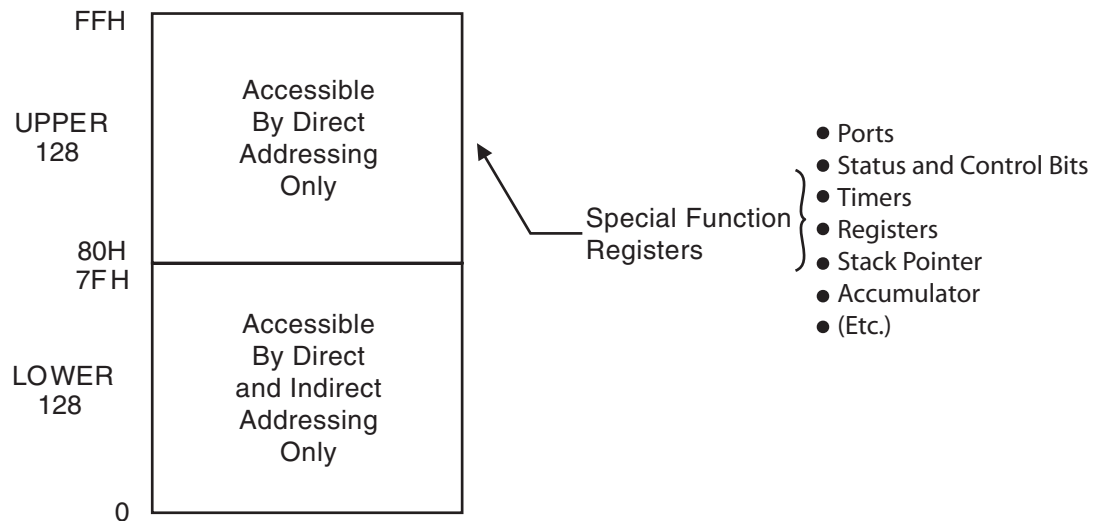 FFH
UPPER
128
80H
7FH
LOWER
128
0
Accessible
By Direct
Addressing
Only
Accessible
By Direct
and Indirect
Addressing
Only
Special Function
Registers
● Ports
● Status and Control Bits
● Timers
● Registers
● Stack Pointer
● Accumulator
● (Etc.)